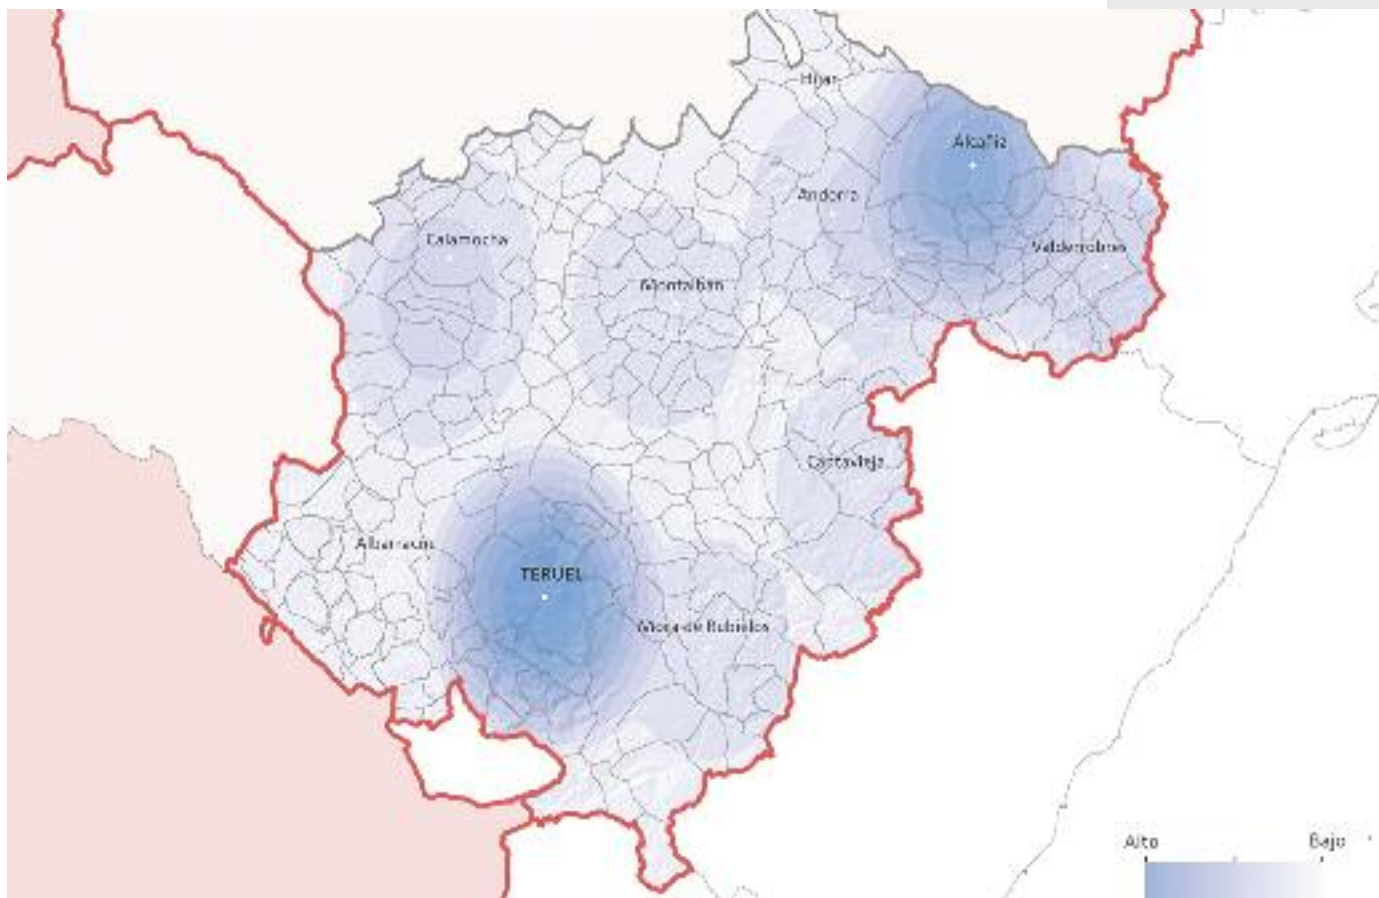 Híjar
Alcañiz
Andorra
Calamocha
Valderrobres
Montalbán
Cantavieja
Albarracín
TERUEL
Mora de Rubielos
Alto
Bajo